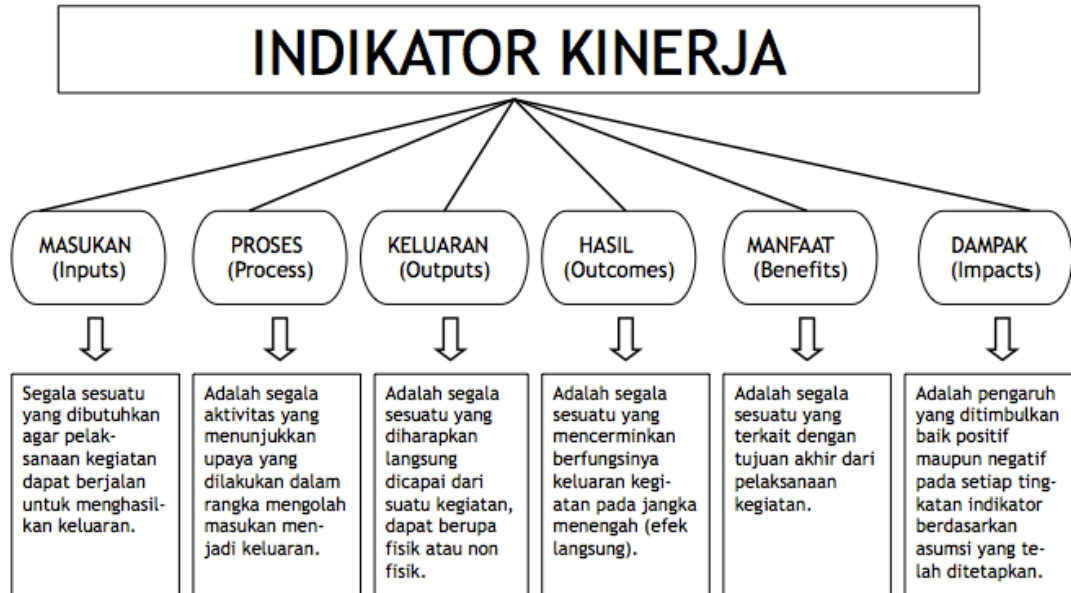 INDIKATOR KINERJA
MASUKAN
(Inputs)
PROSES
(Process)
KELUARAN
(Outputs)
HASIL
(Outcomes)
MANFAAT
(Benefits)
DAMPAK
(Impacts)
Segala sesuatu
yang dibutuhkan
agar pelak-
sanaan kegiatan
dapat berjalan
untuk menghasil-
kan keluaran.
Adalah segala
aktivitas yang
menunjukkan
upaya yang
dilakukan dalam
rangka mengolah
masukan men-
jadi keluaran.
Adalah segala
sesuatu yang
diharapkan
langsung
dicapai dari
suatu kegiatan,
dapat berupa
fisik atau non
fisik.
Adalah segala
sesuatu yang
mencerminkan
berfungsinya
keluaran kegi-
atan pada jangka
menengah (efek
langsung).
Adalah segala
sesuatu yang
terkait dengan
tujuan akhir dari
pelaksanaan
kegiatan.
Adalah pengaruh
yang ditimbulkan
baik positif
maupun negatif
pada setiap ting-
katan indikator
berdasarkan
asumsi yang te-
lah ditetapkan.